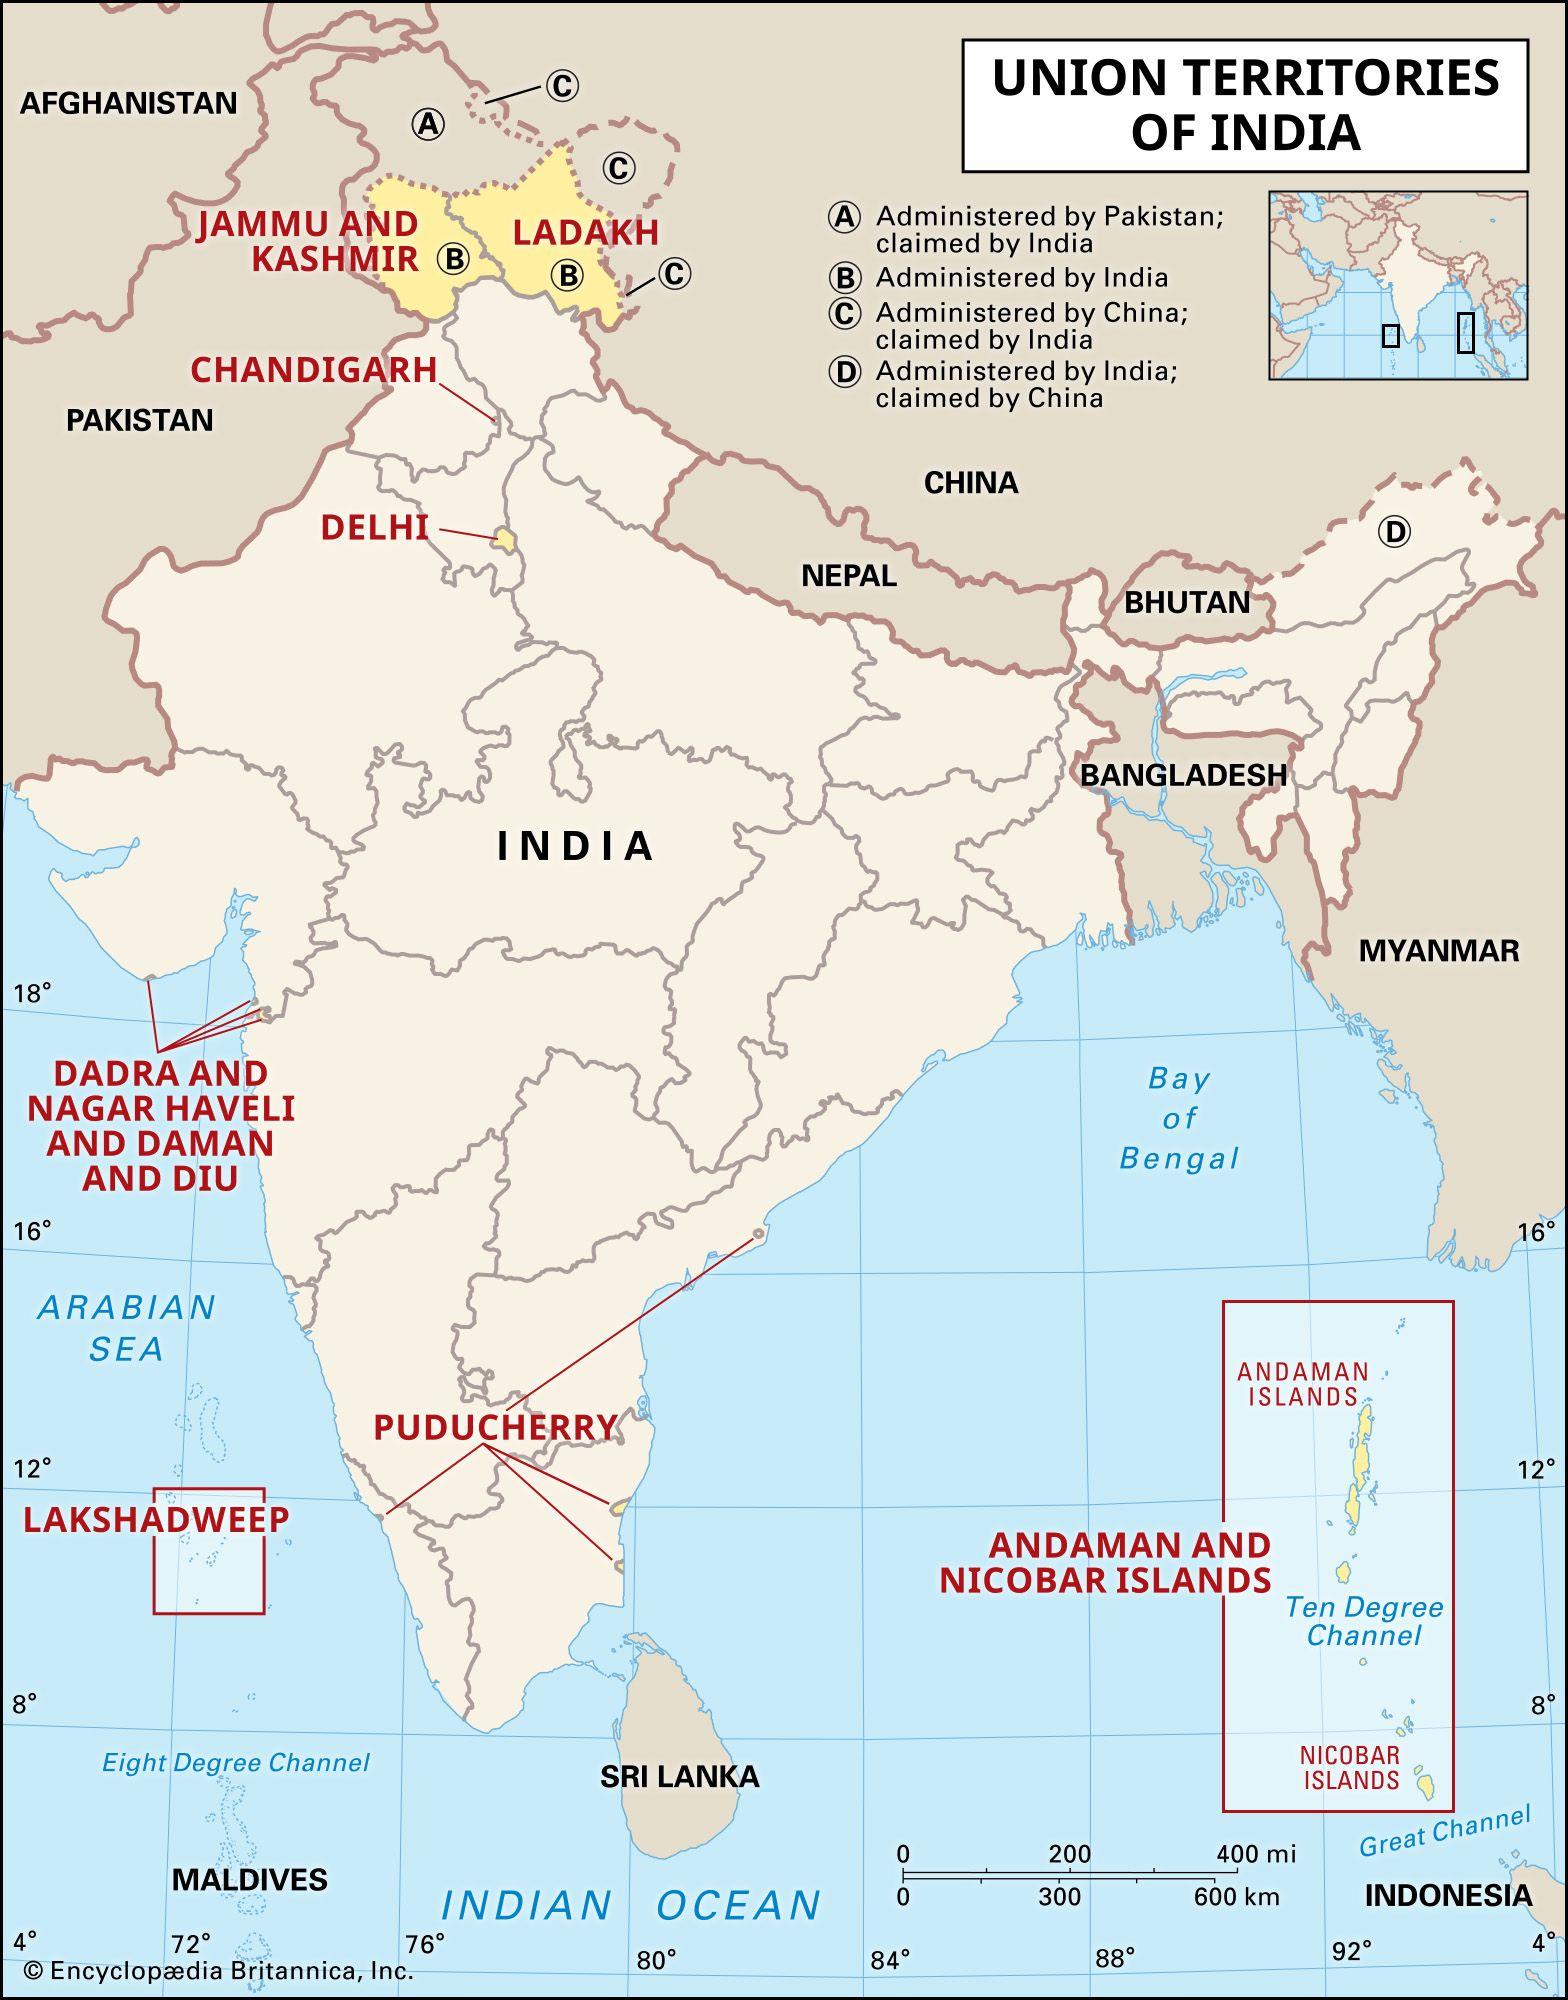 UNION TERRITORIES
OF INDIA
AFGHANISTAN
A
C
C
JAMMU AND
KASHMIR
B
LADAKH
B
C
A Administered by Pakistan;
claimed by India
B Administered by India
C Administered by China;
claimed by India
D Administered by India;
claimed by China
CHANDIGARH
PAKISTAN
CHINA
DELHI
D
NEPAL
BHUTAN
BANGLADESH
INDIA
MYANMAR
18°
DADRA AND
NAGAR HAVELI
AND DAMAN
AND DIU
Bay
of
Bengal
16°
16°
ARABIAN
SEA
ANDAMAN
ISLANDS
PUDUCHERRY
12°
12°
LAKSHADWEEP
ANDAMAN AND
NICOBAR ISLANDS
Ten Degree
Channel
8°
8°
Eight Degree Channel
SRI LANKA
NICOBAR
ISLANDS
Great Channel
0 200 400 mi
0 300 600 km
MALDIVES
INDIAN OCEAN
INDONESIA
4°
72°
76°
80°
84°
88°
92°
4°
© Encyclopædia Britannica, Inc.